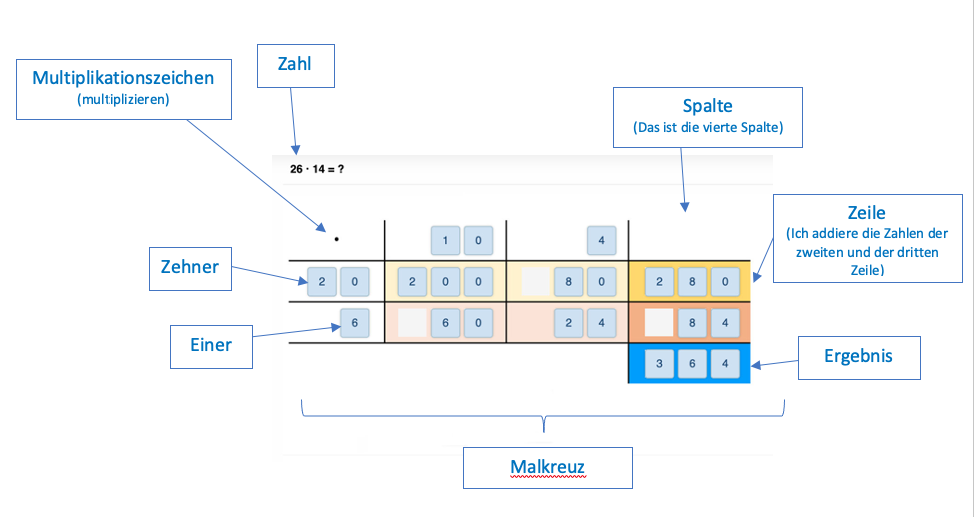 Zahl
Multiplikationszeichen
(multiplizieren)
Spalte
(Das ist die vierte Spalte)
26 · 14 = ?
Zeile
(Ich addiere die Zahlen der
zweiten und der dritten
Zeile)
· 1 0 4
Zehner
2 0 2 0 0 8 0 2 8 0
6 6 0 2 4 8 4
Einer
3 6 4
Ergebnis
Malkreuz